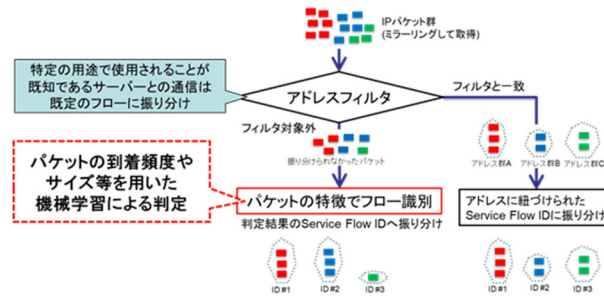 IPパケット群
(ミラーリングして取得)
特定の用途で使用されることが
既知であるサーバーとの通信は
既定のフローに振り分け
アドレスフィルタ
フィルタと一致
フィルタ対象外
振り分けられなかったパケット
アドレス群A
アドレス群B
アドレス群C
パケットの到着頻度や
サイズ等を用いた
機械学習による判定
パケットの特徴でフロー識別
判定結果のService Flow IDへ振り分け
アドレスに紐づけられた
Service Flow IDに振り分け
ID #1
ID #2
ID #3
ID #1
ID #2
ID #3